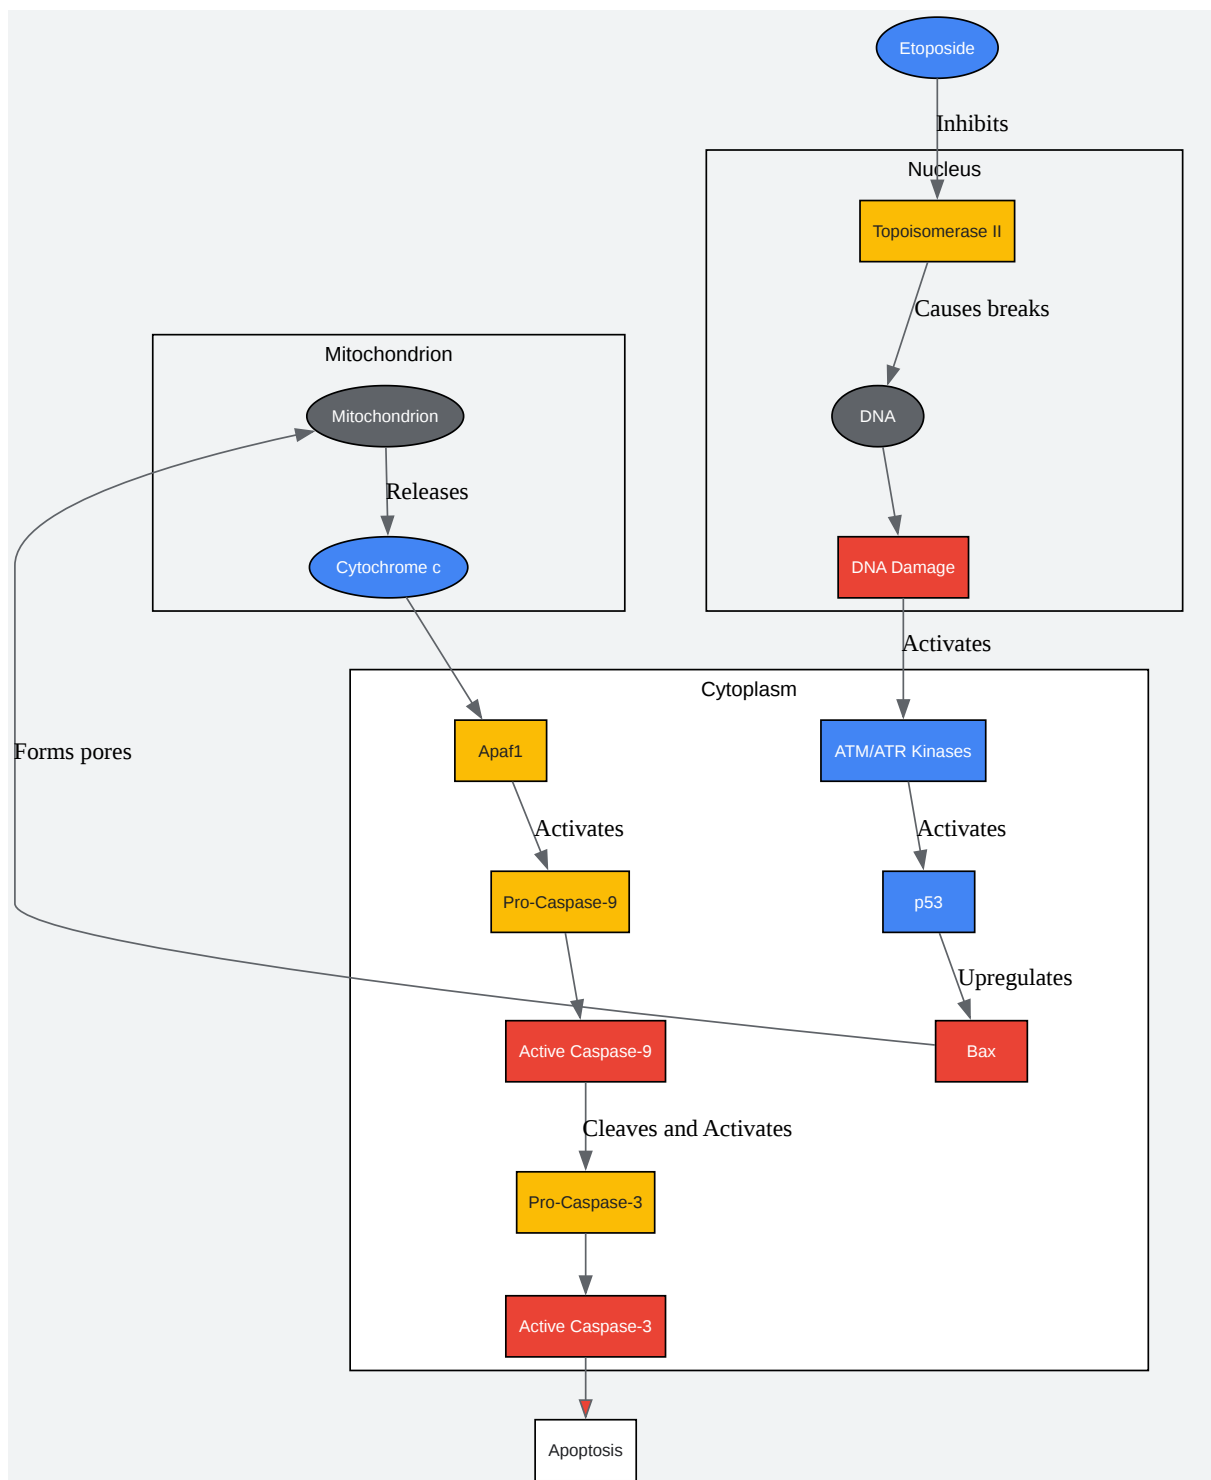 Etoposide
Inhibits
Nucleus
Topoisomerase II
Causes breaks
Mitochondrion
Mitochondrion
DNA
Releases
Cytochrome c
DNA Damage
Activates
Cytoplasm
Forms pores
Apaf1
ATM/ATR Kinases
Activates
Activates
Pro-Caspase-9
p53
Upregulates
Active Caspase-9
Bax
Cleaves and Activates
Pro-Caspase-3
Active Caspase-3
Apoptosis